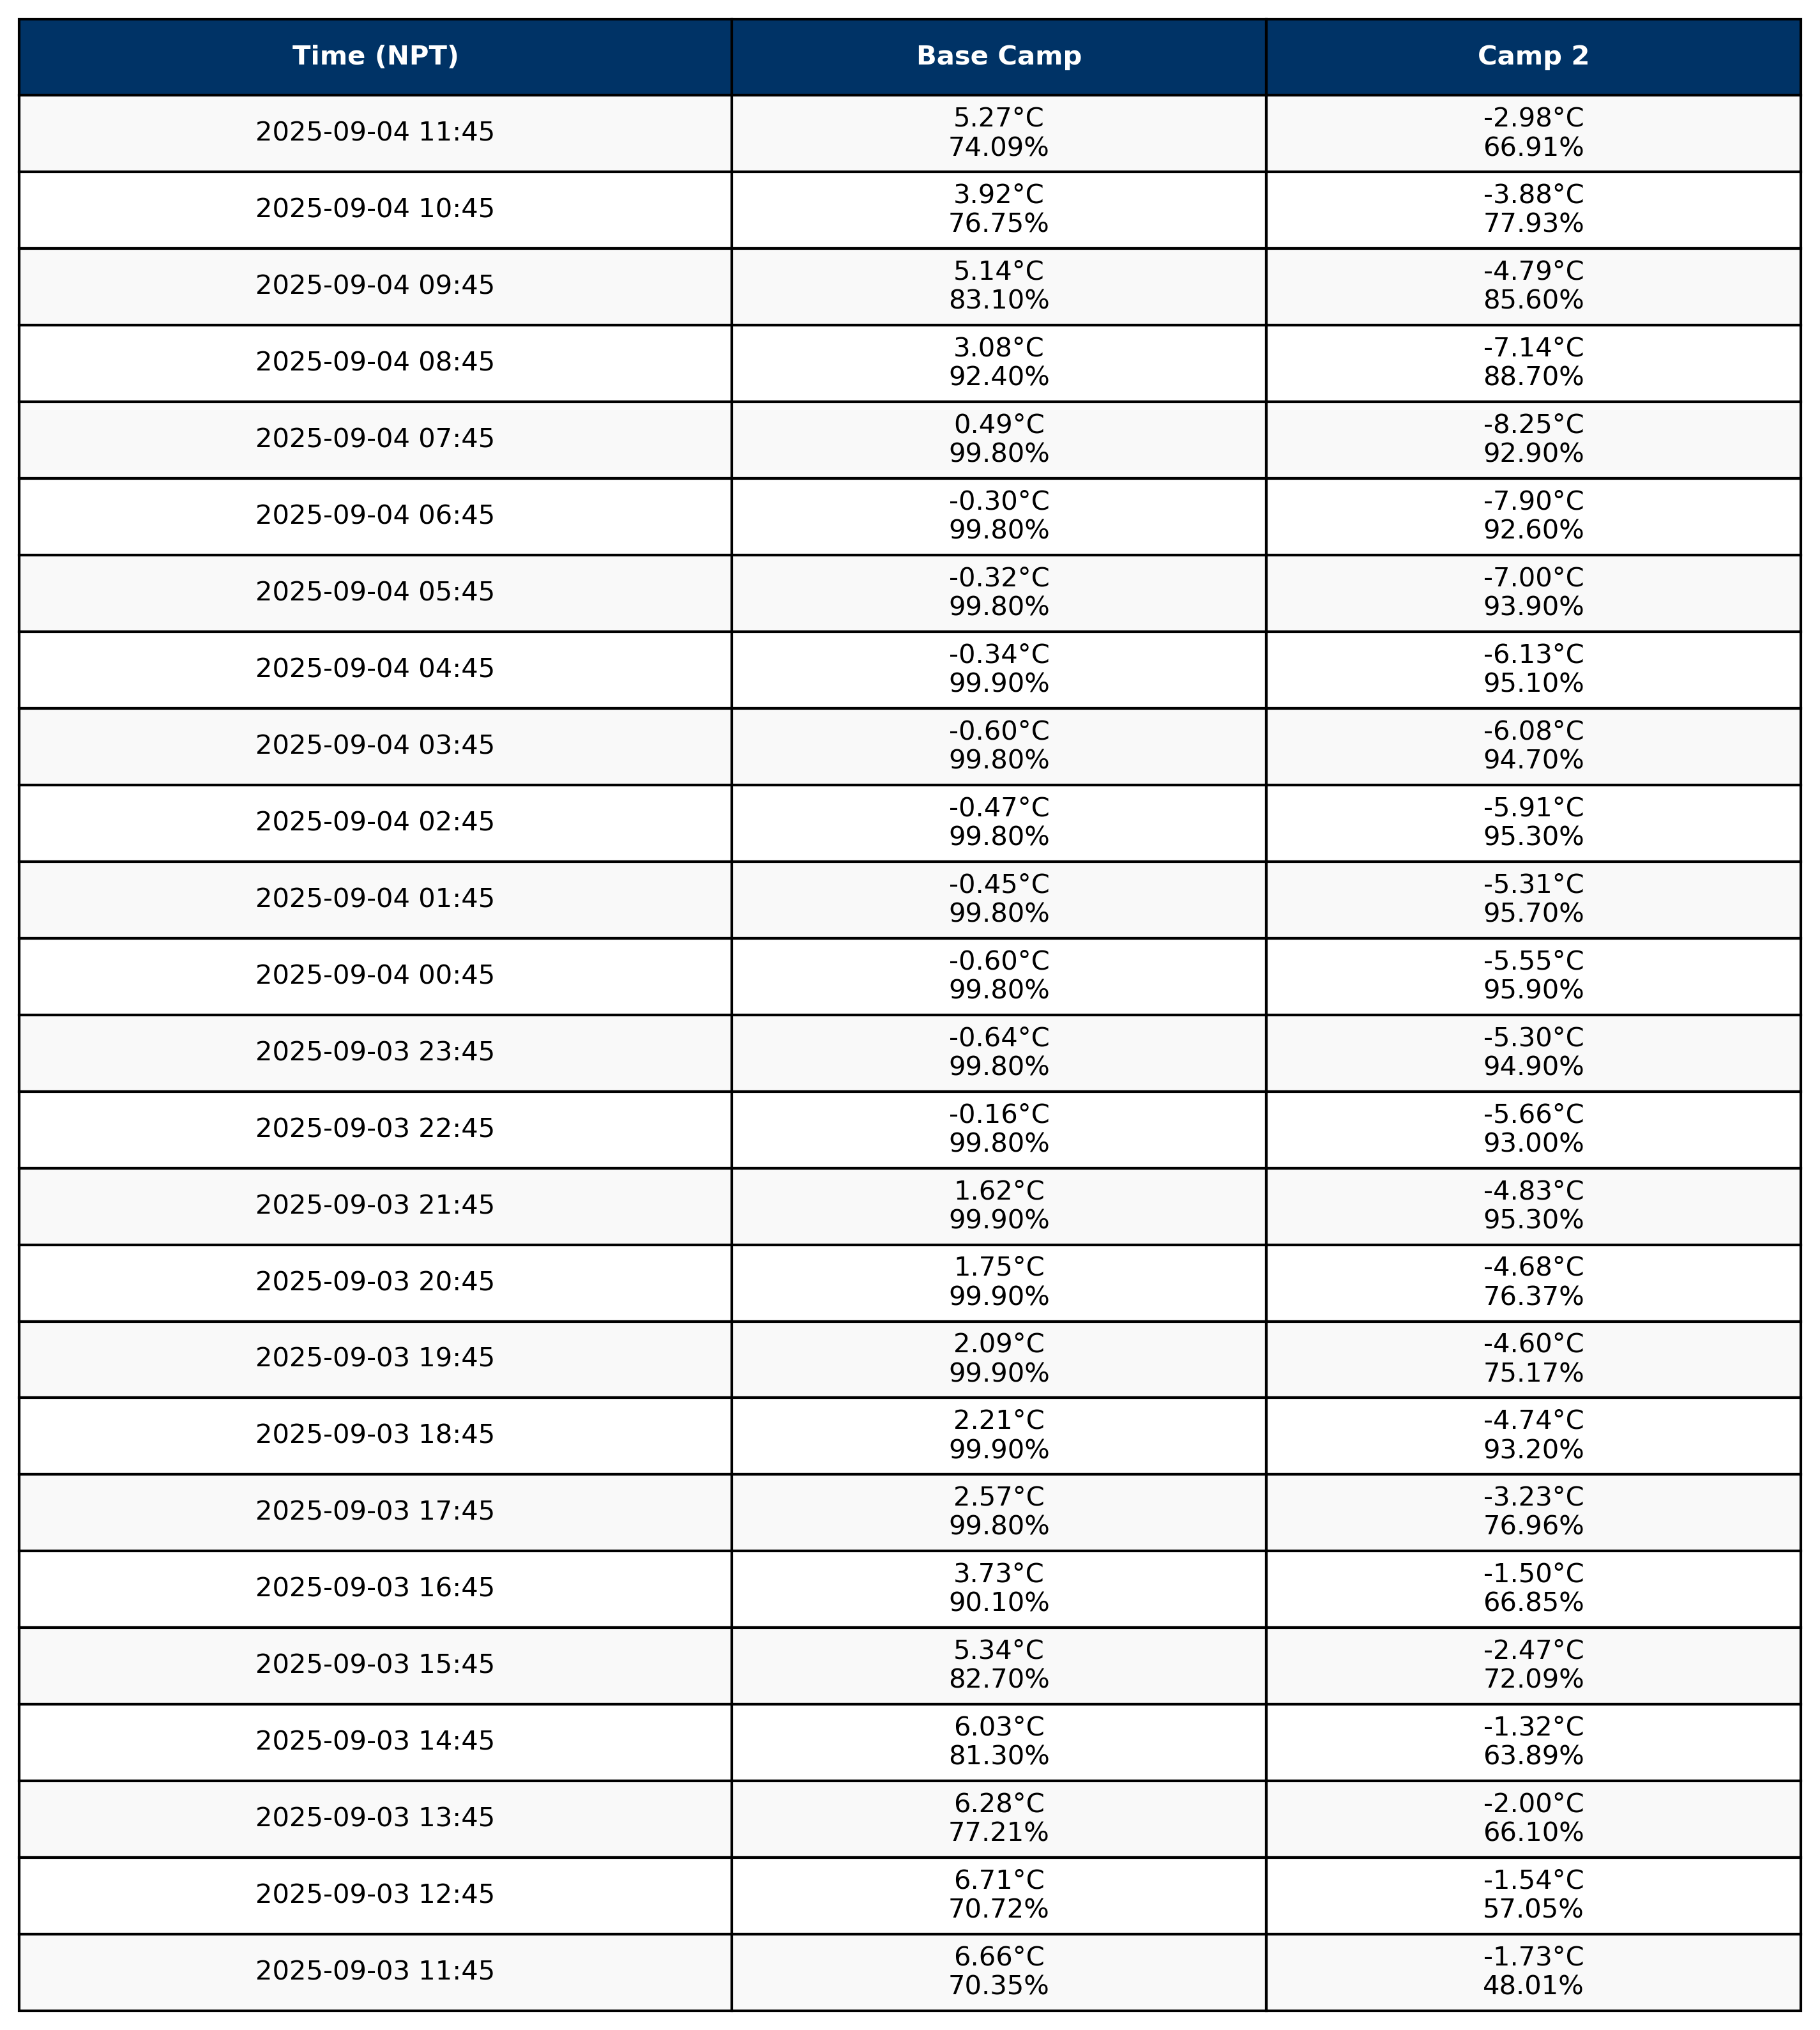 Time (NPT) Base Camp Camp 2
2025-09-04 11:45 5.27°C -2.98°C
74.09% 66.91%
2025-09-04 10:45 3.92°C -3.88°C
76.75% 77.93%
2025-09-04 09:45 5.14°C -4.79°C
83.10% 85.60%
2025-09-04 08:45 3.08°C -7.14°C
92.40% 88.70%
2025-09-04 07:45 0.49°C -8.25°C
99.80% 92.90%
2025-09-04 06:45 -0.30°C -7.90°C
99.80% 92.60%
2025-09-04 05:45 -0.32°C -7.00°C
99.80% 93.90%
2025-09-04 04:45 -0.34°C -6.13°C
99.90% 95.10%
2025-09-04 03:45 -0.60°C -6.08°C
99.80% 94.70%
2025-09-04 02:45 -0.47°C -5.91°C
99.80% 95.30%
2025-09-04 01:45 -0.45°C -5.31°C
99.80% 95.70%
2025-09-04 00:45 -0.60°C -5.55°C
99.80% 95.90%
2025-09-03 23:45 -0.64°C -5.30°C
99.80% 94.90%
2025-09-03 22:45 -0.16°C -5.66°C
99.80% 93.00%
2025-09-03 21:45 1.62°C -4.83°C
99.90% 95.30%
2025-09-03 20:45 1.75°C -4.68°C
99.90% 76.37%
2025-09-03 19:45 2.09°C -4.60°C
99.90% 75.17%
2025-09-03 18:45 2.21°C -4.74°C
99.90% 93.20%
2025-09-03 17:45 2.57°C -3.23°C
99.80% 76.96%
2025-09-03 16:45 3.73°C -1.50°C
90.10% 66.85%
2025-09-03 15:45 5.34°C -2.47°C
82.70% 72.09%
2025-09-03 14:45 6.03°C -1.32°C
81.30% 63.89%
2025-09-03 13:45 6.28°C -2.00°C
77.21% 66.10%
2025-09-03 12:45 6.71°C -1.54°C
70.72% 57.05%
2025-09-03 11:45 6.66°C -1.73°C
70.35% 48.01%